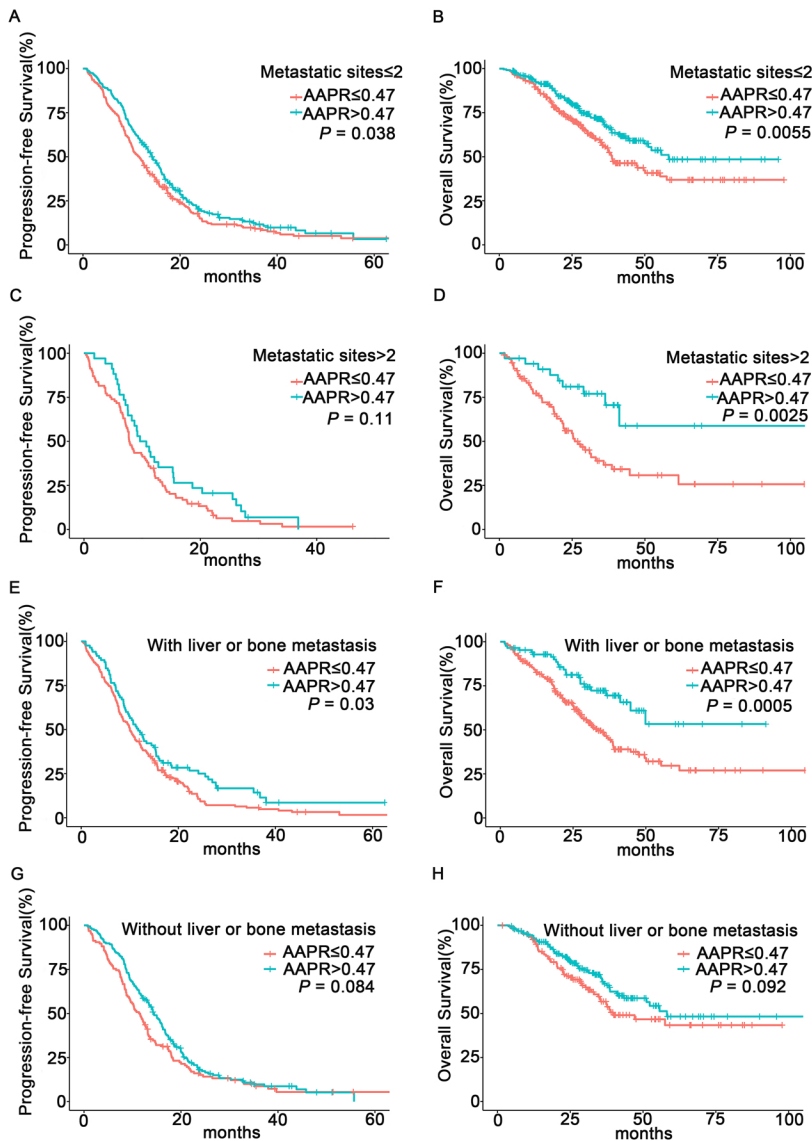 A
Progression-free Survival(%)
100
75
50
25
0
Metastatic sites≤2
AAPR≤0.47
AAPR>0.47
P = 0.038
0 20 40 60
months
B
Overall Survival(%)
100
75
50
25
0
Metastatic sites≤2
AAPR≤0.47
AAPR>0.47
P = 0.0055
0 25 50 75 100
months
C
Progression-free Survival(%)
100
75
50
25
0
Metastatic sites>2
AAPR≤0.47
AAPR>0.47
P = 0.11
0 20 40
months
D
Overall Survival(%)
100
75
50
25
0
Metastatic sites>2
AAPR≤0.47
AAPR>0.47
P = 0.0025
0 25 50 75 100
months
E
Progression-free Survival(%)
100
75
50
25
0
With liver or bone metastasis
AAPR≤0.47
AAPR>0.47
P = 0.03
0 20 40 60
months
F
Overall Survival(%)
100
75
50
25
0
With liver or bone metastasis
AAPR≤0.47
AAPR>0.47
P = 0.0005
0 25 50 75 100
months
G
Progression-free Survival(%)
100
75
50
25
0
Without liver or bone metastasis
AAPR≤0.47
AAPR>0.47
P = 0.084
0 20 40 60
months
H
Overall Survival(%)
100
75
50
25
0
Without liver or bone metastasis
AAPR≤0.47
AAPR>0.47
P = 0.092
0 25 50 75 100
months